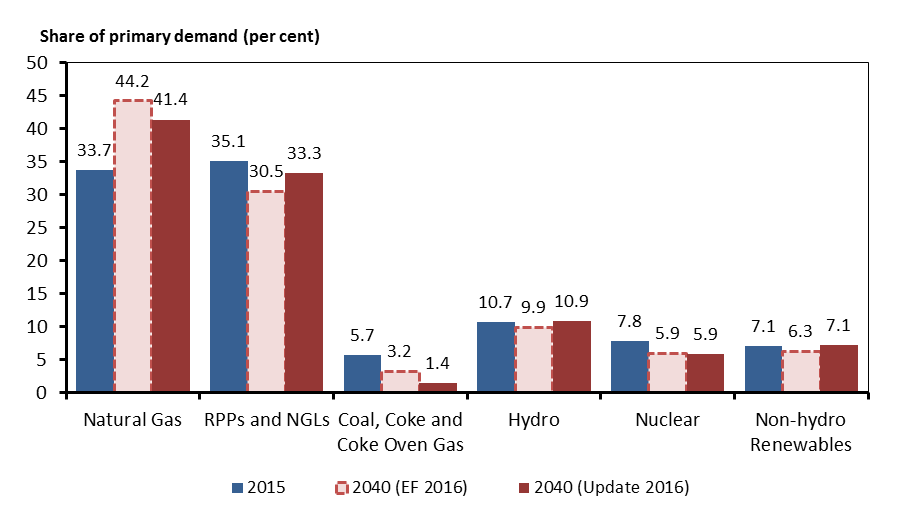 Share of primary demand (per cent)
50
45
40
35
30
25
20
15
10
5
0
33.7
44.2
41.4
35.1
30.5
33.3
5.7
3.2
1.4
10.7
9.9
10.9
7.8
5.9
5.9
7.1
6.3
7.1
Natural Gas
RPPs and NGLs
Coal, Coke and
Coke Oven Gas
Hydro
Nuclear
Non-hydro
Renewables
2015
2040 (EF 2016)
2040 (Update 2016)